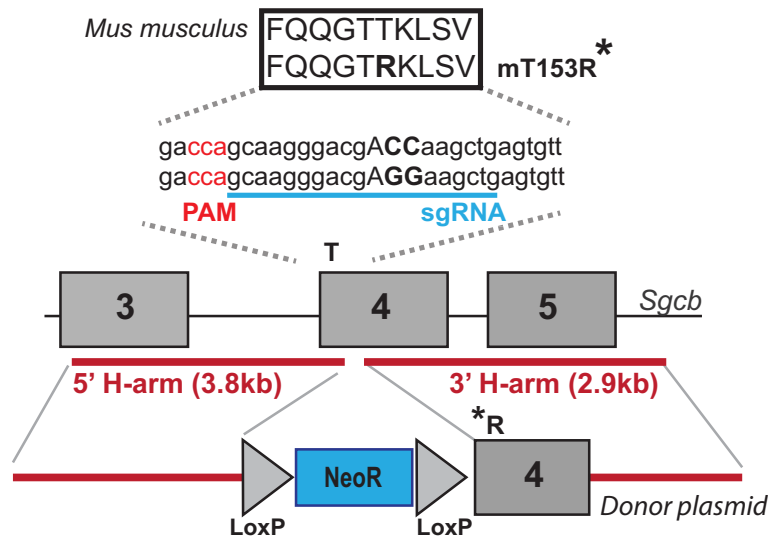 Mus musculus
FQQGTTKLSV
FQQGTRKLSV mT153R*
gaccagcaagggacgACCaagctgagtgtt
gaccagcaagggacgAGGaagctgagtgtt
PAM sgRNA
T
3 4 5 Sgcb
5’ H-arm (3.8kb) 3’ H-arm (2.9kb)
*R
NeoR 4
LoxP LoxP Donor plasmid